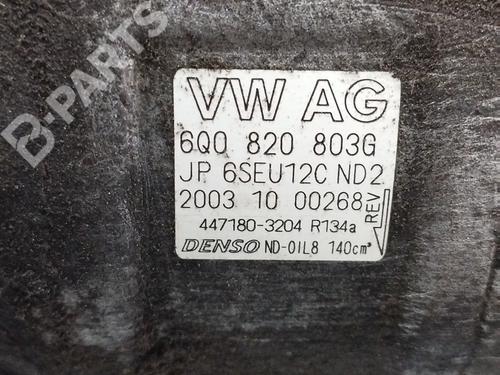 B-PARTS
VW AG
6Q0 820 803G
JP 6SEU12C ND2
2003 10 00268
REV
447180-3204 R134a
DENSO ND-OIL8 140cm³